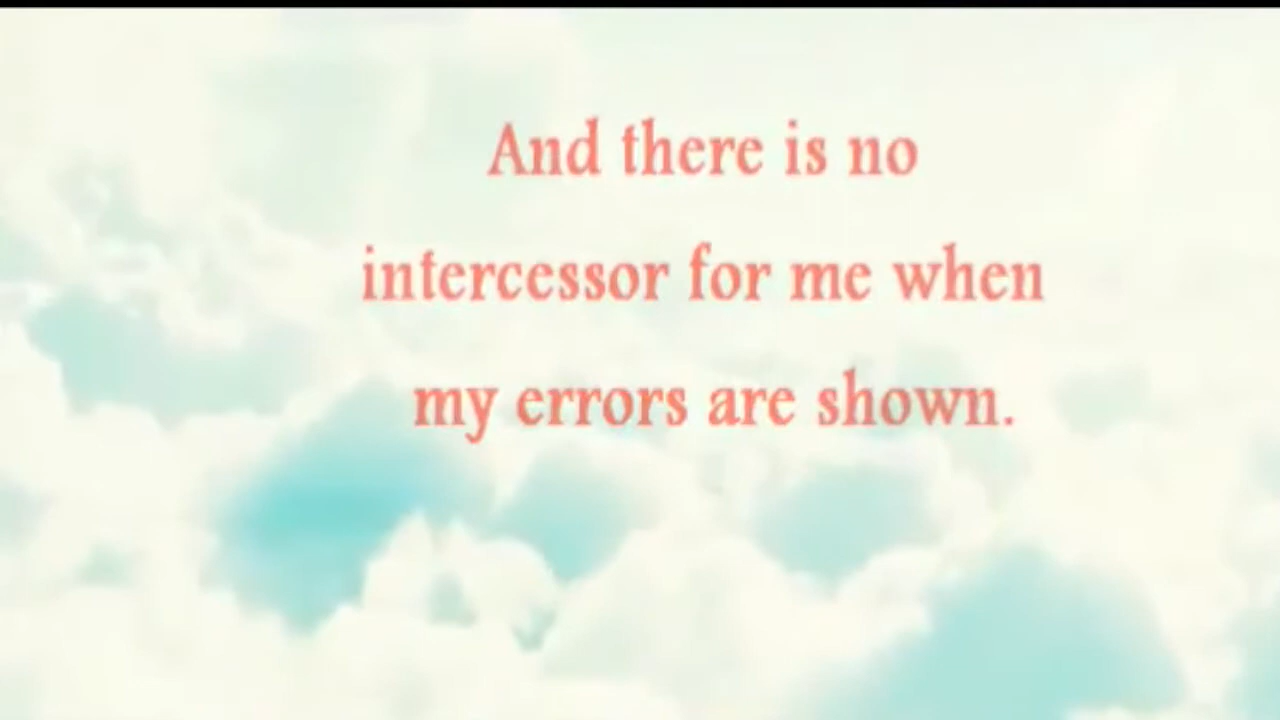 And there is no
intercessor for me when
my errors are shown.